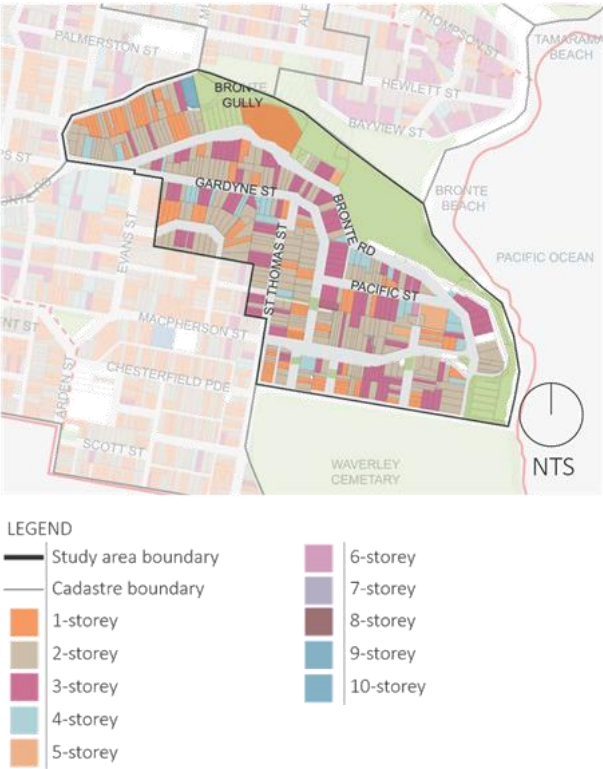 PALMERSTON ST
THOMPSON ST
TAMARAMA
BEACH
BRONTE
GULLY
HEWLETT ST
BAYVIEW ST
GARDYNE ST
BRONTE
BEACH
BRONTE RD
EVANS ST
ST THOMAS ST
PACIFIC OCEAN
PACIFIC ST
MACPHERSON ST
CHESTERFIELD PDE
ARDEN ST
SCOTT ST
WAVERLEY
CEMETARY
NTS
LEGEND
Study area boundary
Cadastre boundary
1-storey
2-storey
3-storey
4-storey
5-storey
6-storey
7-storey
8-storey
9-storey
10-storey